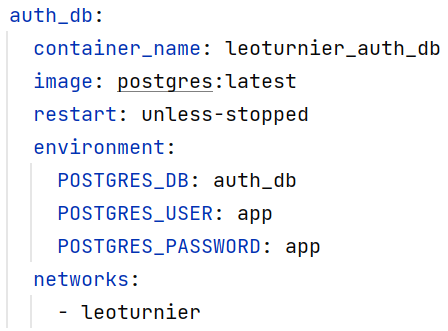 auth_db:
  container_name: leoturnier_auth_db
  image: postgres:latest
  restart: unless-stopped
  environment:
    POSTGRES_DB: auth_db
    POSTGRES_USER: app
    POSTGRES_PASSWORD: app
  networks:
    - leoturnier